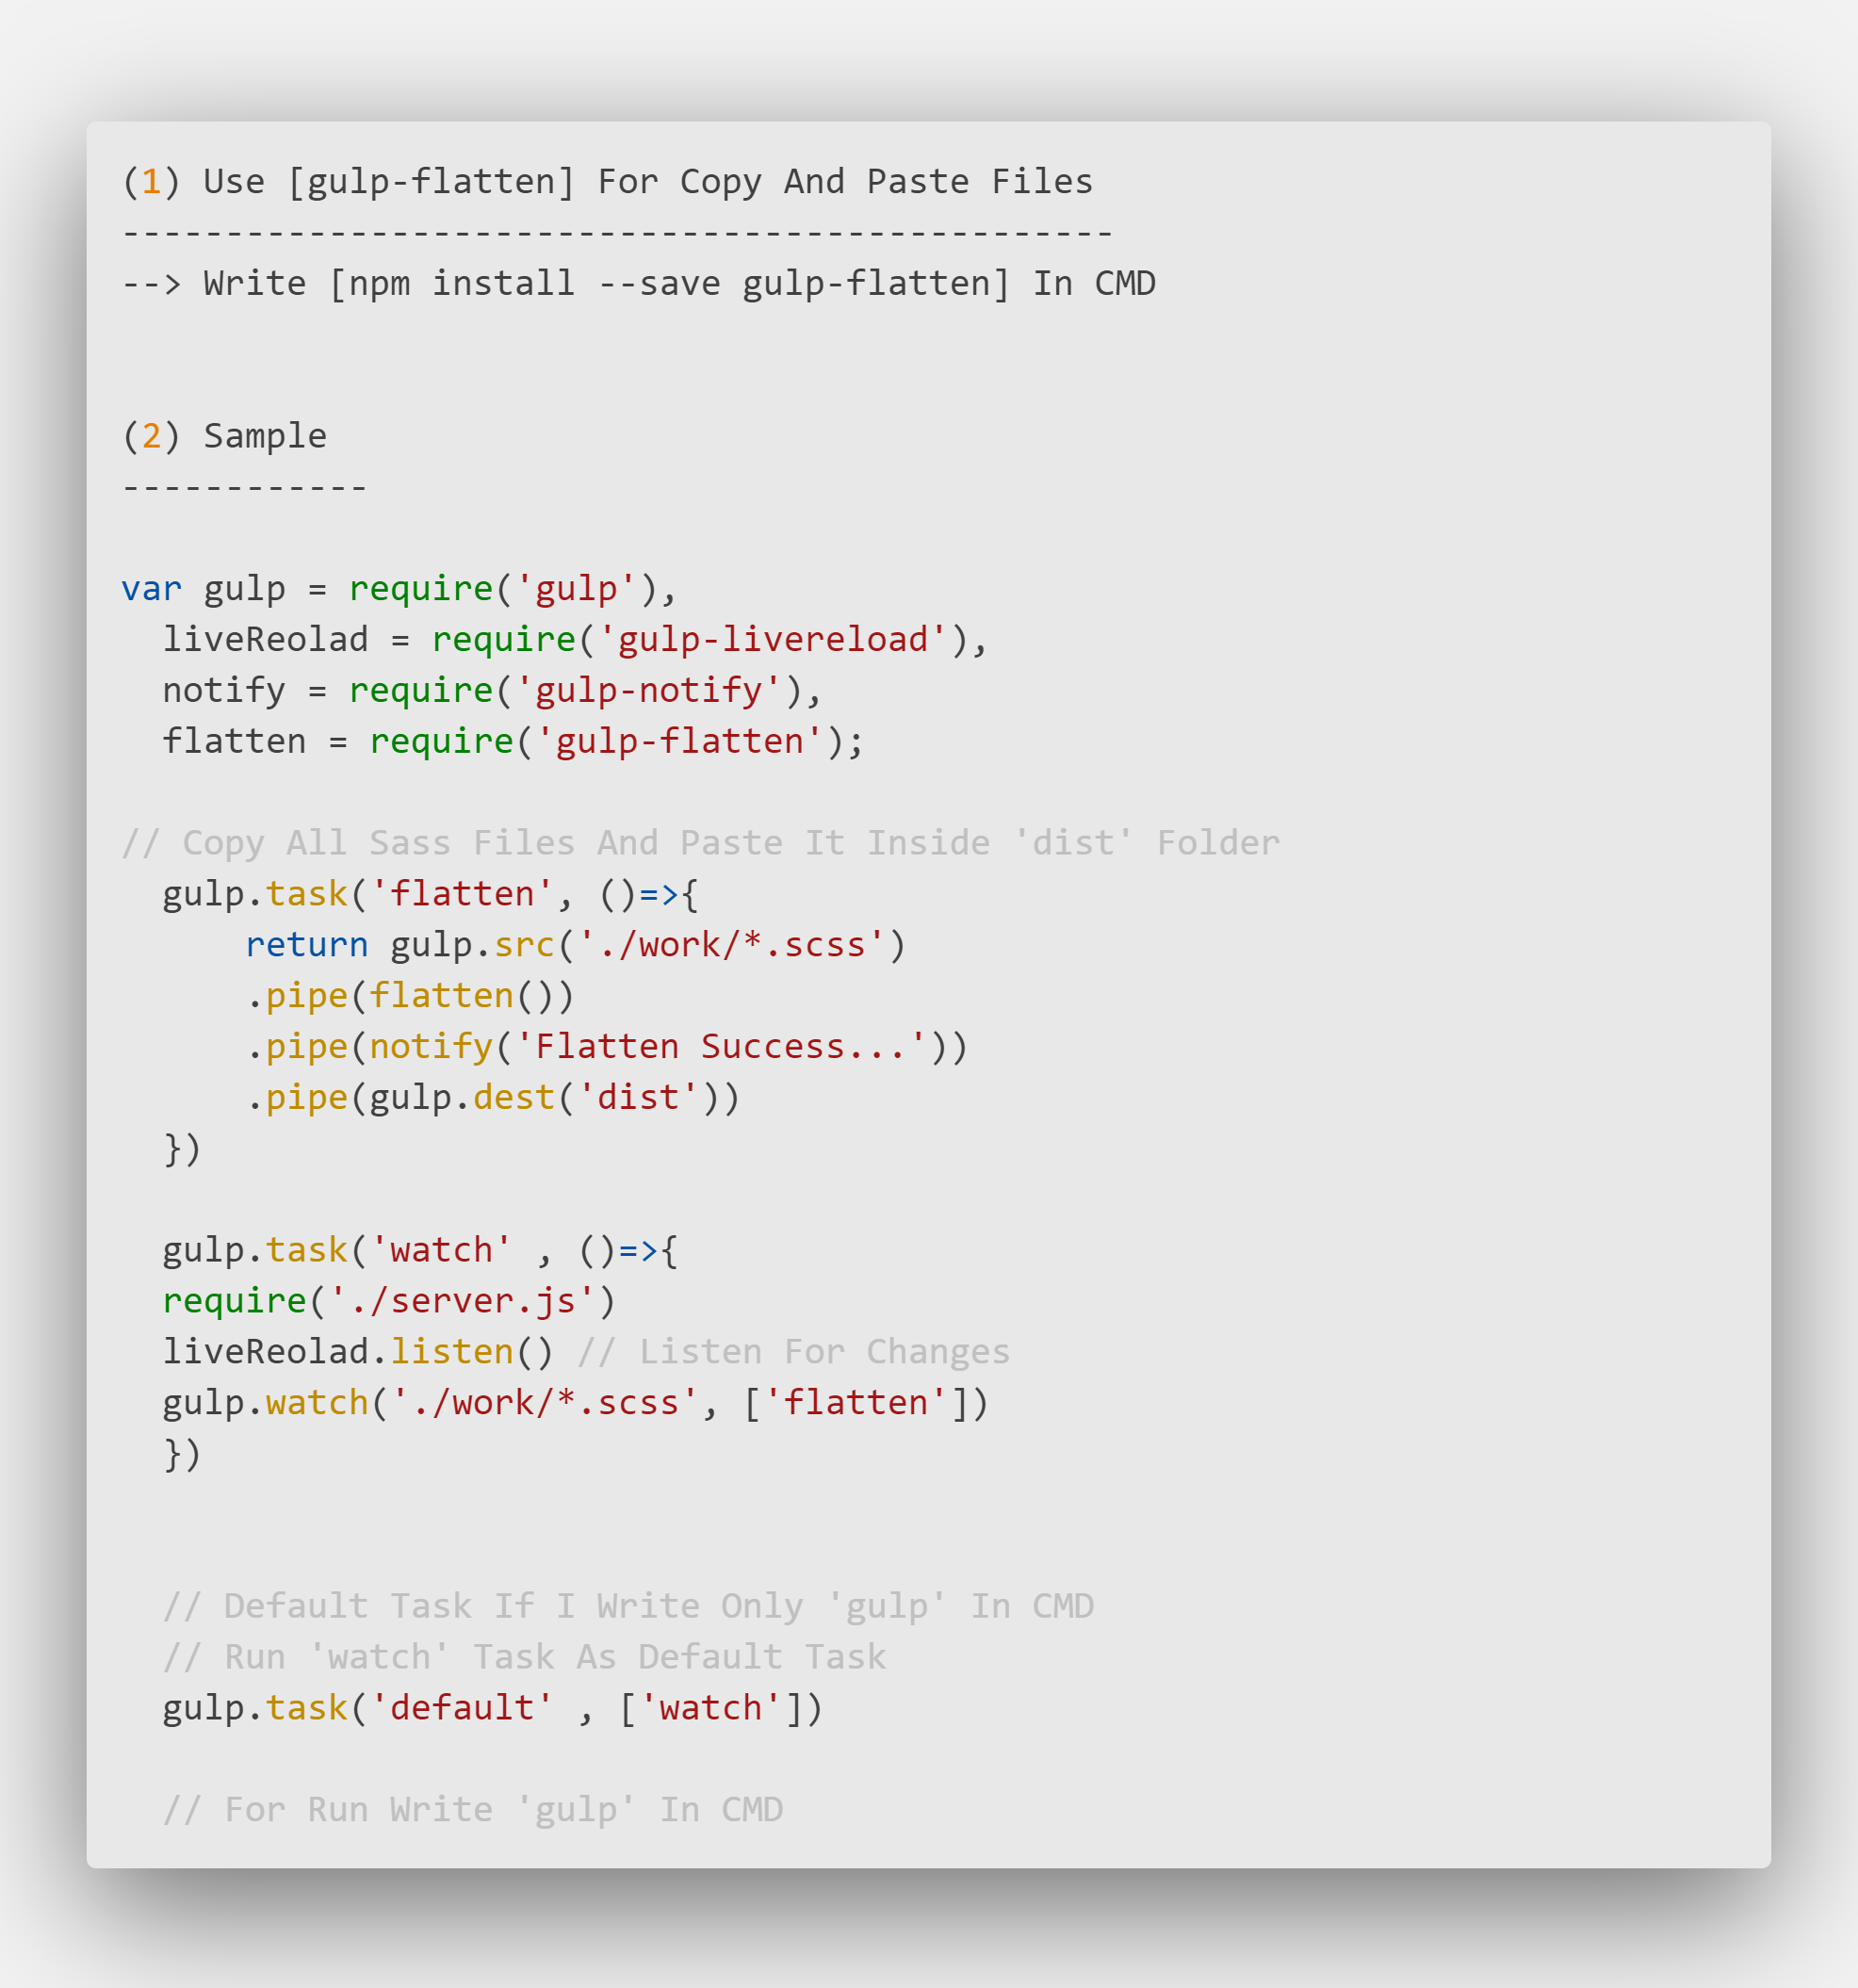 (1) Use [gulp-flatten] For Copy And Paste Files
------------------------------------------------
--> Write [npm install --save gulp-flatten] In CMD
(2) Sample
------------
var gulp = require('gulp'),
  liveReolad = require('gulp-livereload'),
  notify = require('gulp-notify'),
  flatten = require('gulp-flatten');
// Copy All Sass Files And Paste It Inside 'dist' Folder
  gulp.task('flatten', ()=>{
      return gulp.src('./work/*.scss')
      .pipe(flatten())
      .pipe(notify('Flatten Success...'))
      .pipe(gulp.dest('dist'))
  })
  gulp.task('watch' , ()=>{
  require('./server.js')
  liveReolad.listen() // Listen For Changes
  gulp.watch('./work/*.scss', ['flatten'])
  })
  // Default Task If I Write Only 'gulp' In CMD
  // Run 'watch' Task As Default Task
  gulp.task('default' , ['watch'])
  // For Run Write 'gulp' In CMD